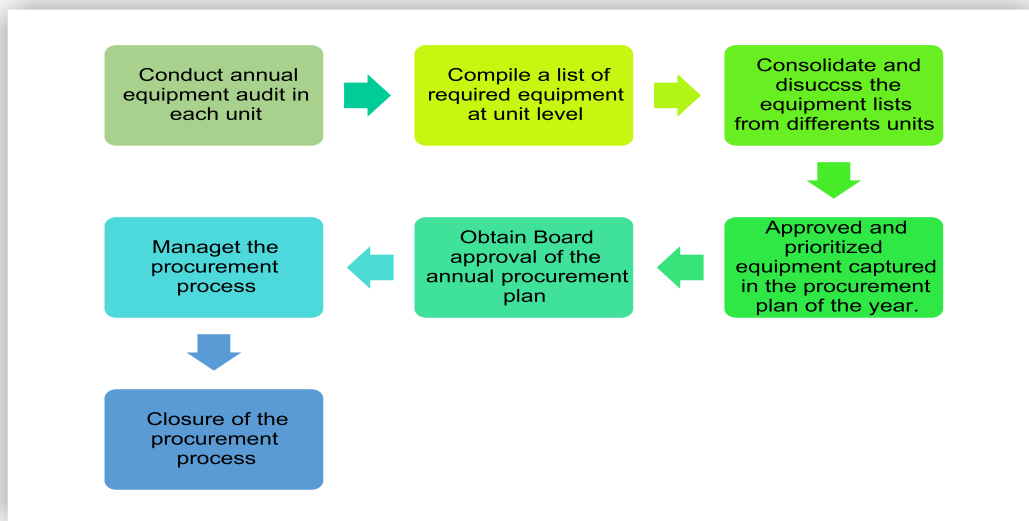 Conduct annual
equipment audit in
each unit
Compile a list of
required equipment
at unit level
Consolidate and
disuccss the
equipment lists
from differents units
Approved and
prioritized
equipment captured
in the procurement
plan of the year.
Obtain Board
approval of the
annual procurement
plan
Managet the
procurement
process
Closure of the
procurement
process